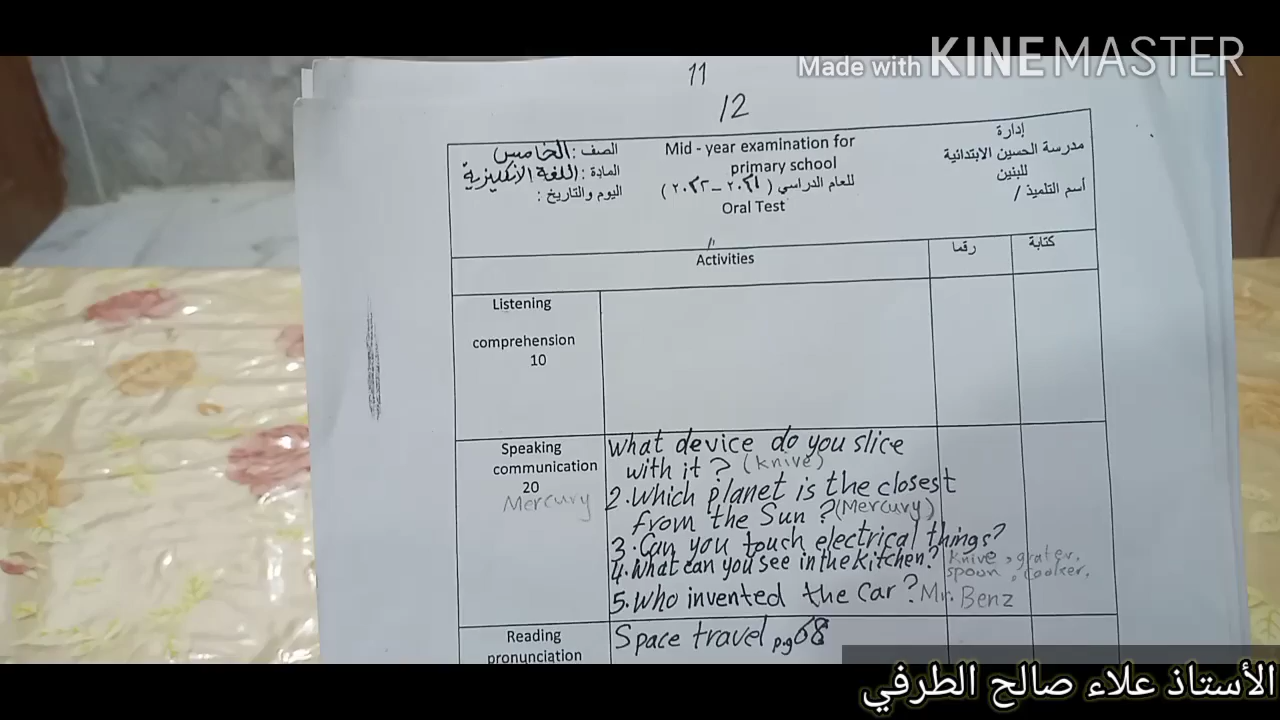 Made with KINEMASTER
11
12
إدارة
مدرسة الحسين الابتدائية
للبنين
أسم التلميذ /
Mid - year examination for
primary school
للعام الدراسي ( ٢٠٢١ - ٢٠٢٢ )
Oral Test
الصف : الخامس
المادة : اللغة الإنكليزية
اليوم والتاريخ :
Activities
رقما
كتابة
Listening
comprehension
10
Speaking
communication
20
Mercury
What device do you slice
with it ? (knive)
2. Which planet is the closest
from the Sun ? (Mercury)
3. Can you touch electrical things?
4. What can you see in the kitchen? knive , grater,
spoon , cooker,
5. Who invented the car ? Mr. Benz
Reading
pronunciation
Space travel p.g 68
الأستاذ علاء صالح الطرفي